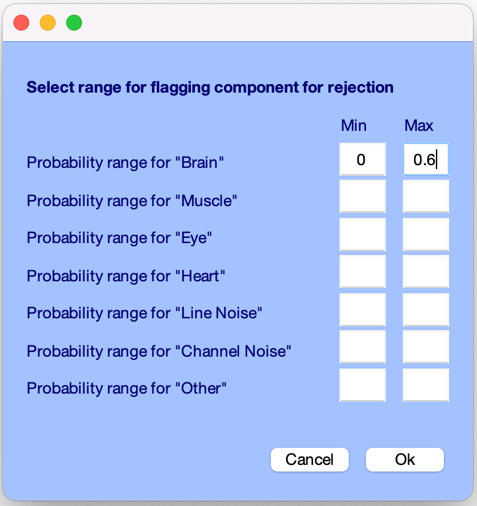 Select range for flagging component for rejection
Min Max
Probability range for "Brain" 0 0.6
Probability range for "Muscle"
Probability range for "Eye"
Probability range for "Heart"
Probability range for "Line Noise"
Probability range for "Channel Noise"
Probability range for "Other"
Cancel Ok